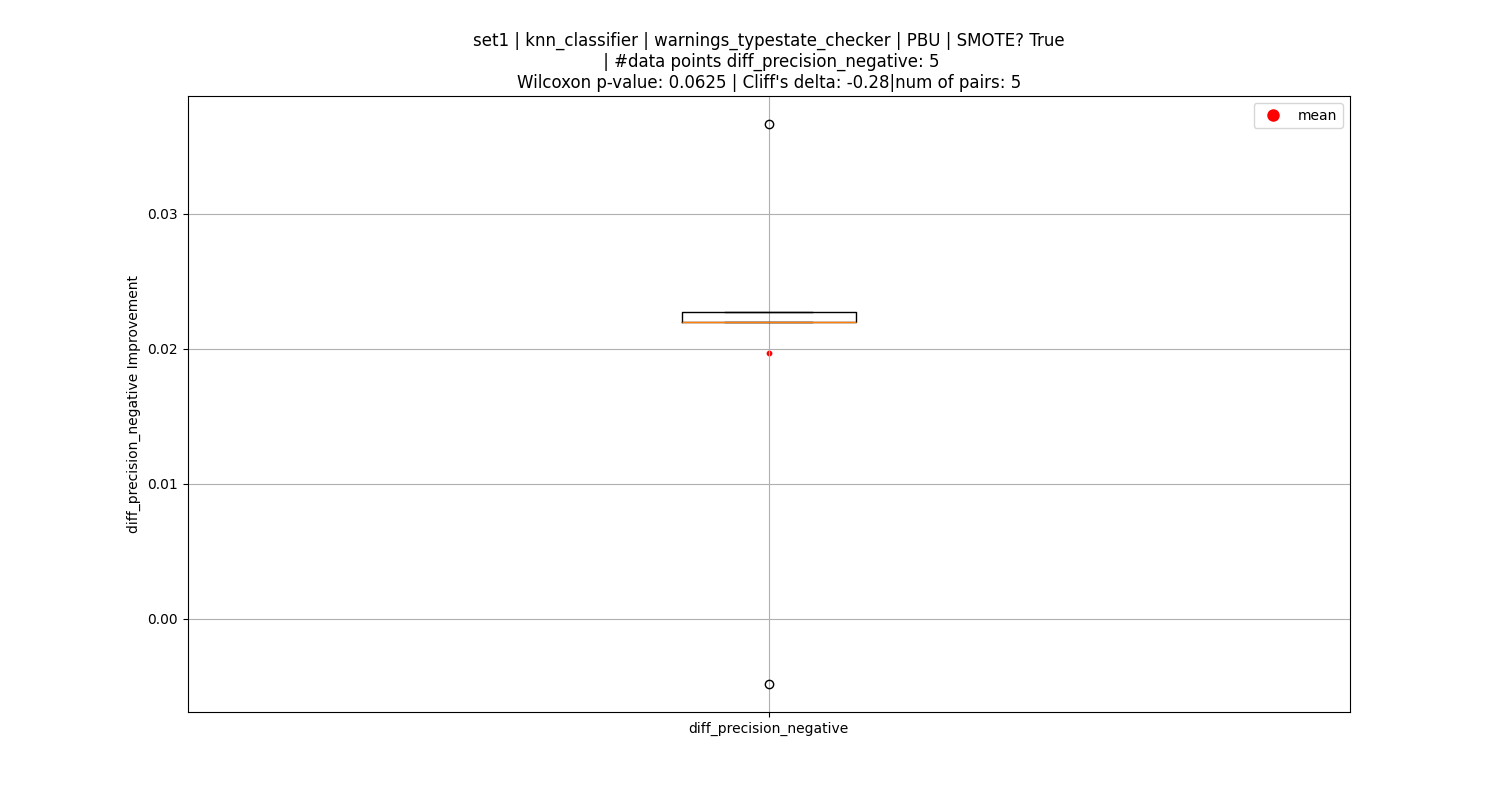 set1 | knn_classifier | warnings_typestate_checker | PBU | SMOTE? True
| #data points diff_precision_negative: 5
Wilcoxon p-value: 0.0625 | Cliff's delta: -0.28|num of pairs: 5
mean
0.03
0.02
0.01
0.00
diff_precision_negative Improvement
diff_precision_negative